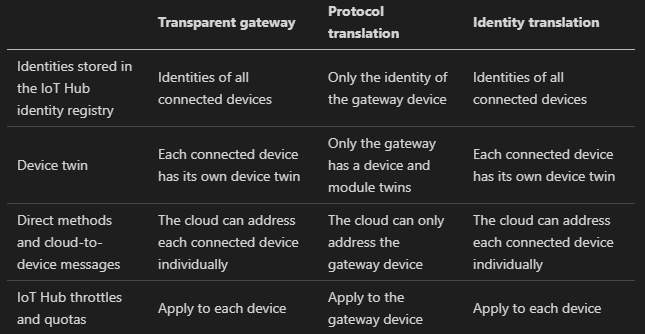 Transparent gateway
Protocol
translation
Identity translation
Identities stored in
the IoT Hub
identity registry
Identities of all
connected devices
Only the identity of
the gateway device
Identities of all
connected devices
Device twin
Each connected device
has its own device twin
Only the gateway
has a device and
module twins
Each connected device
has its own device twin
Direct methods
and cloud-to-
device messages
The cloud can address
each connected device
individually
The cloud can only
address the
gateway device
The cloud can address
each connected device
individually
IoT Hub throttles
and quotas
Apply to each device
Apply to the
gateway device
Apply to each device